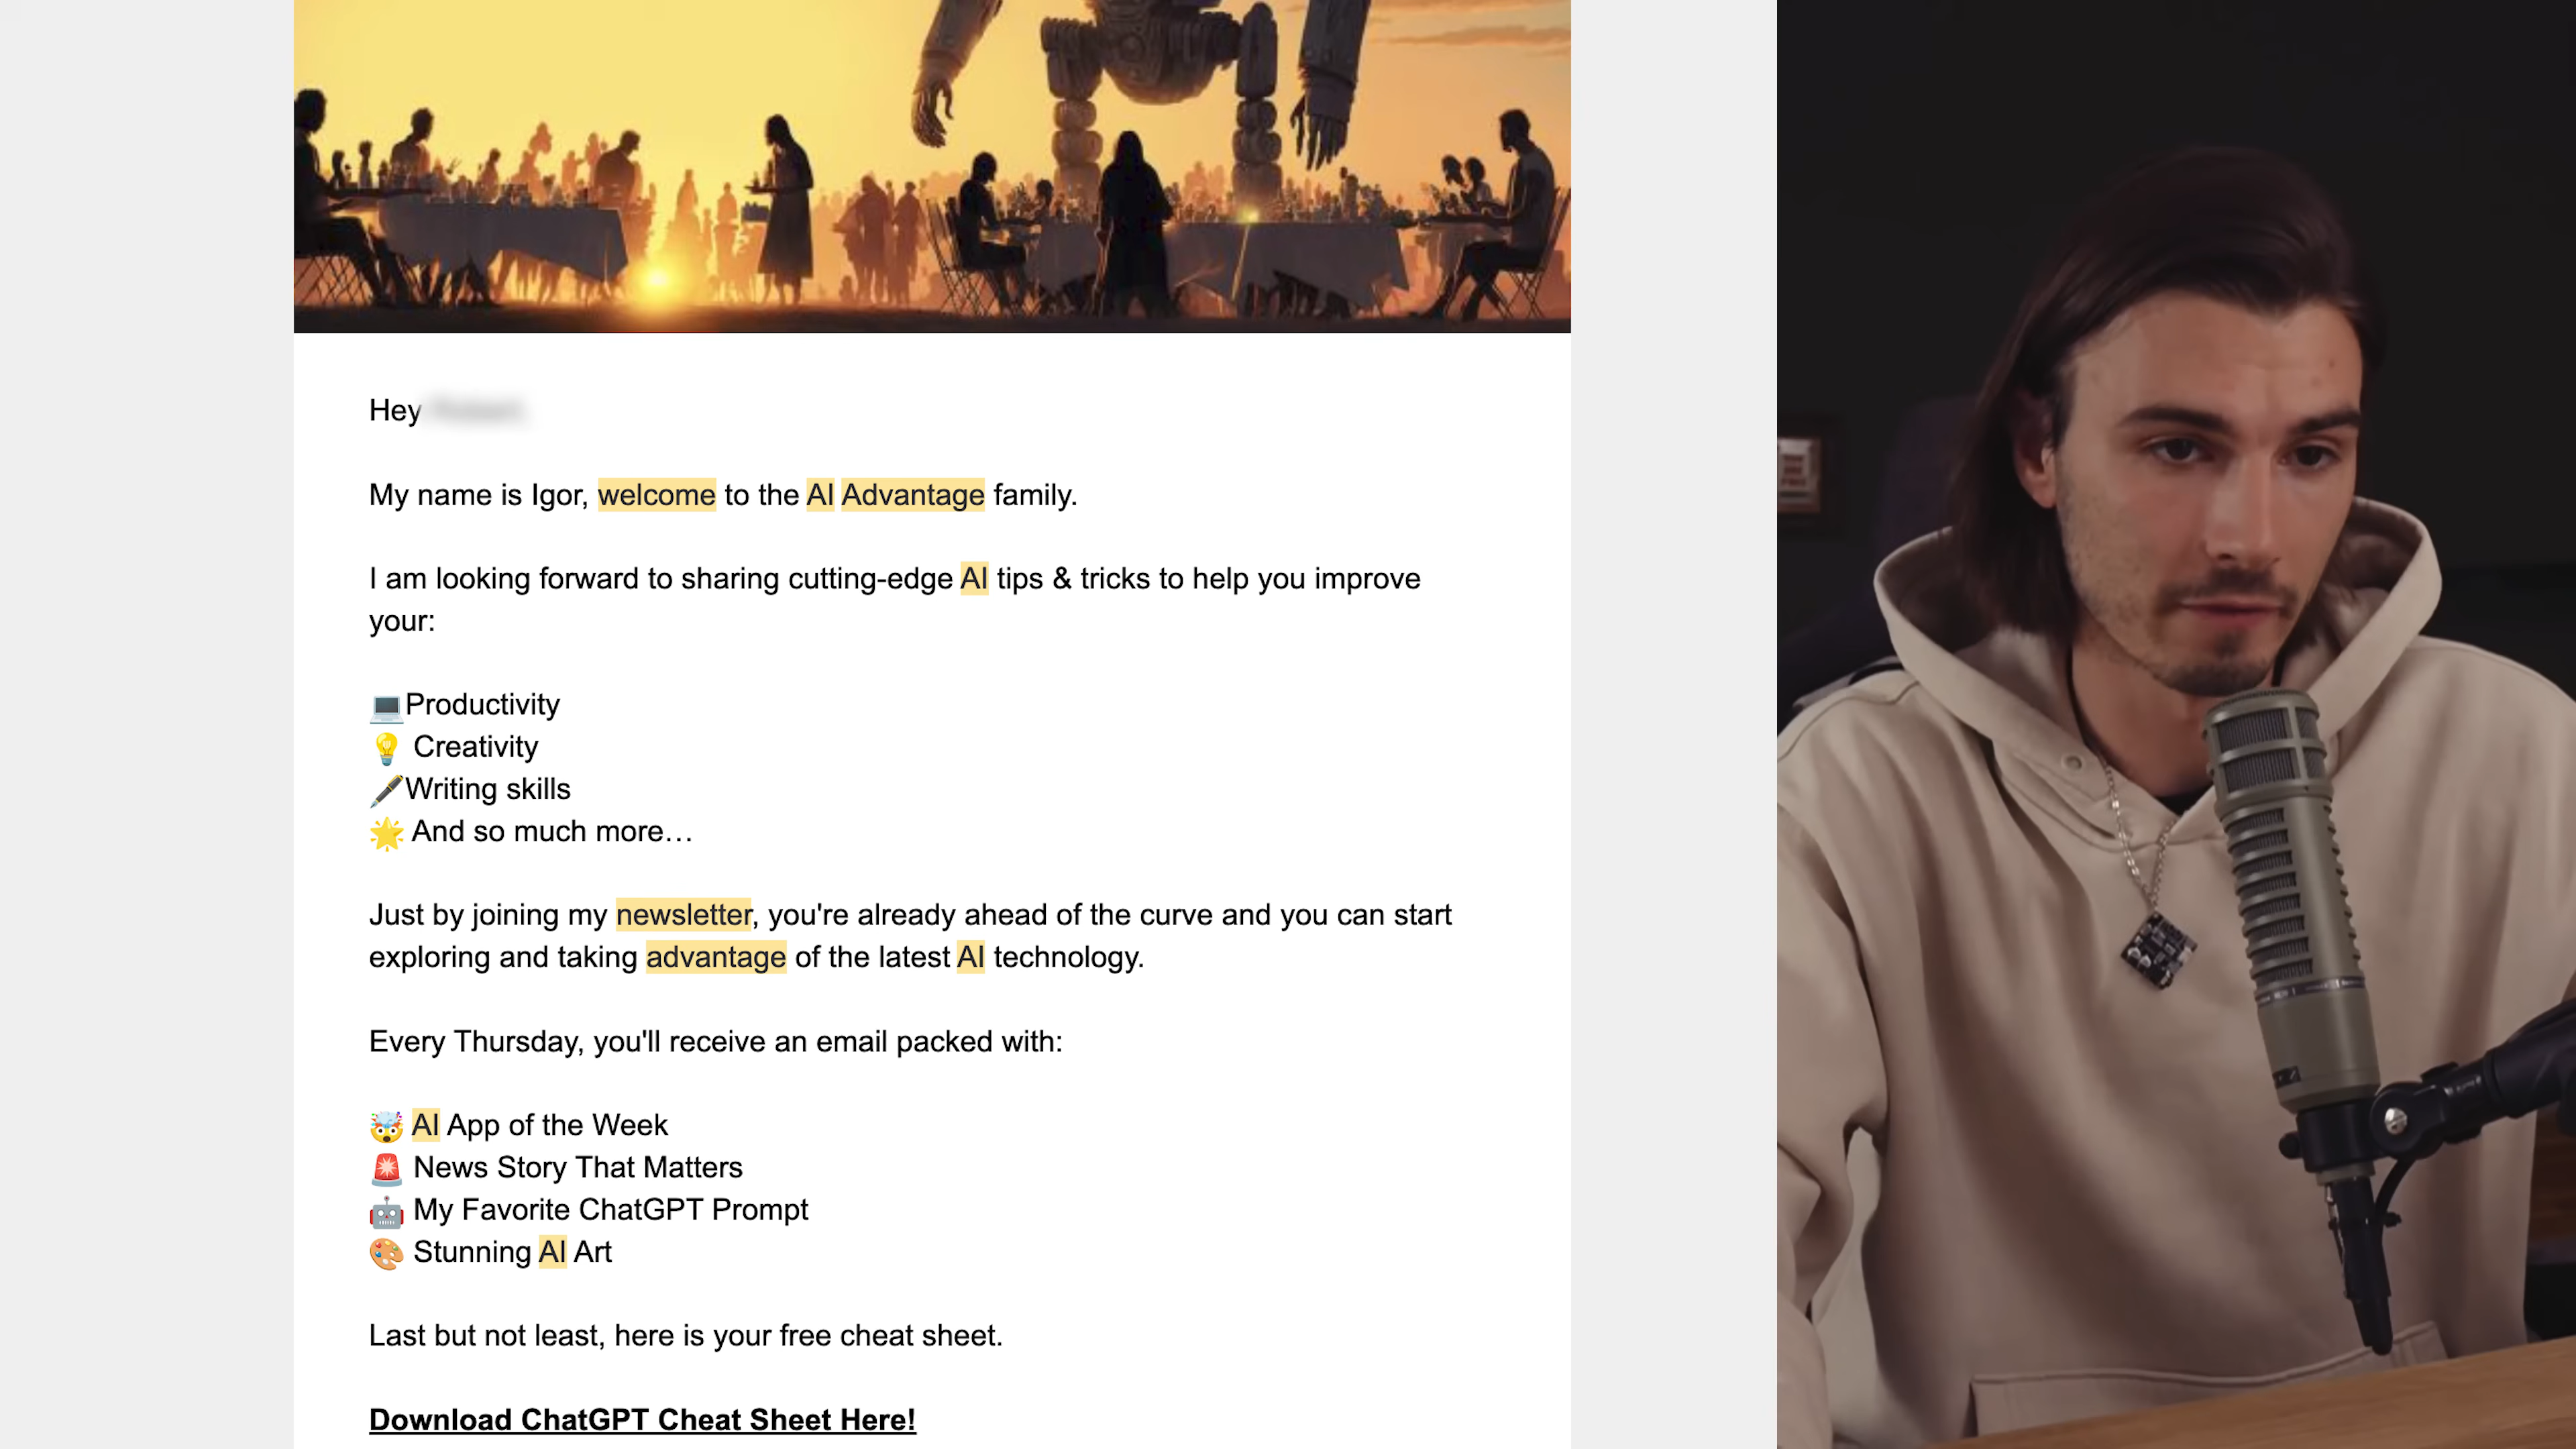 Hey
My name is Igor, welcome to the AI Advantage family.
I am looking forward to sharing cutting-edge AI tips & tricks to help you improve
your:
💻Productivity
💡 Creativity
🖋️Writing skills
🌟 And so much more…
Just by joining my newsletter, you're already ahead of the curve and you can start
exploring and taking advantage of the latest AI technology.
Every Thursday, you'll receive an email packed with:
🤯 AI App of the Week
🚨 News Story That Matters
🤖 My Favorite ChatGPT Prompt
🎨 Stunning AI Art
Last but not least, here is your free cheat sheet.
Download ChatGPT Cheat Sheet Here!